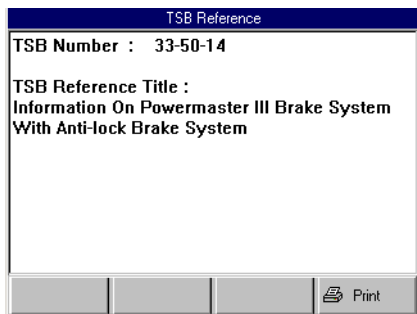 TSB Reference
TSB Number : 33-50-14
TSB Reference Title :
Information On Powermaster III Brake System
With Anti-lock Brake System
Print